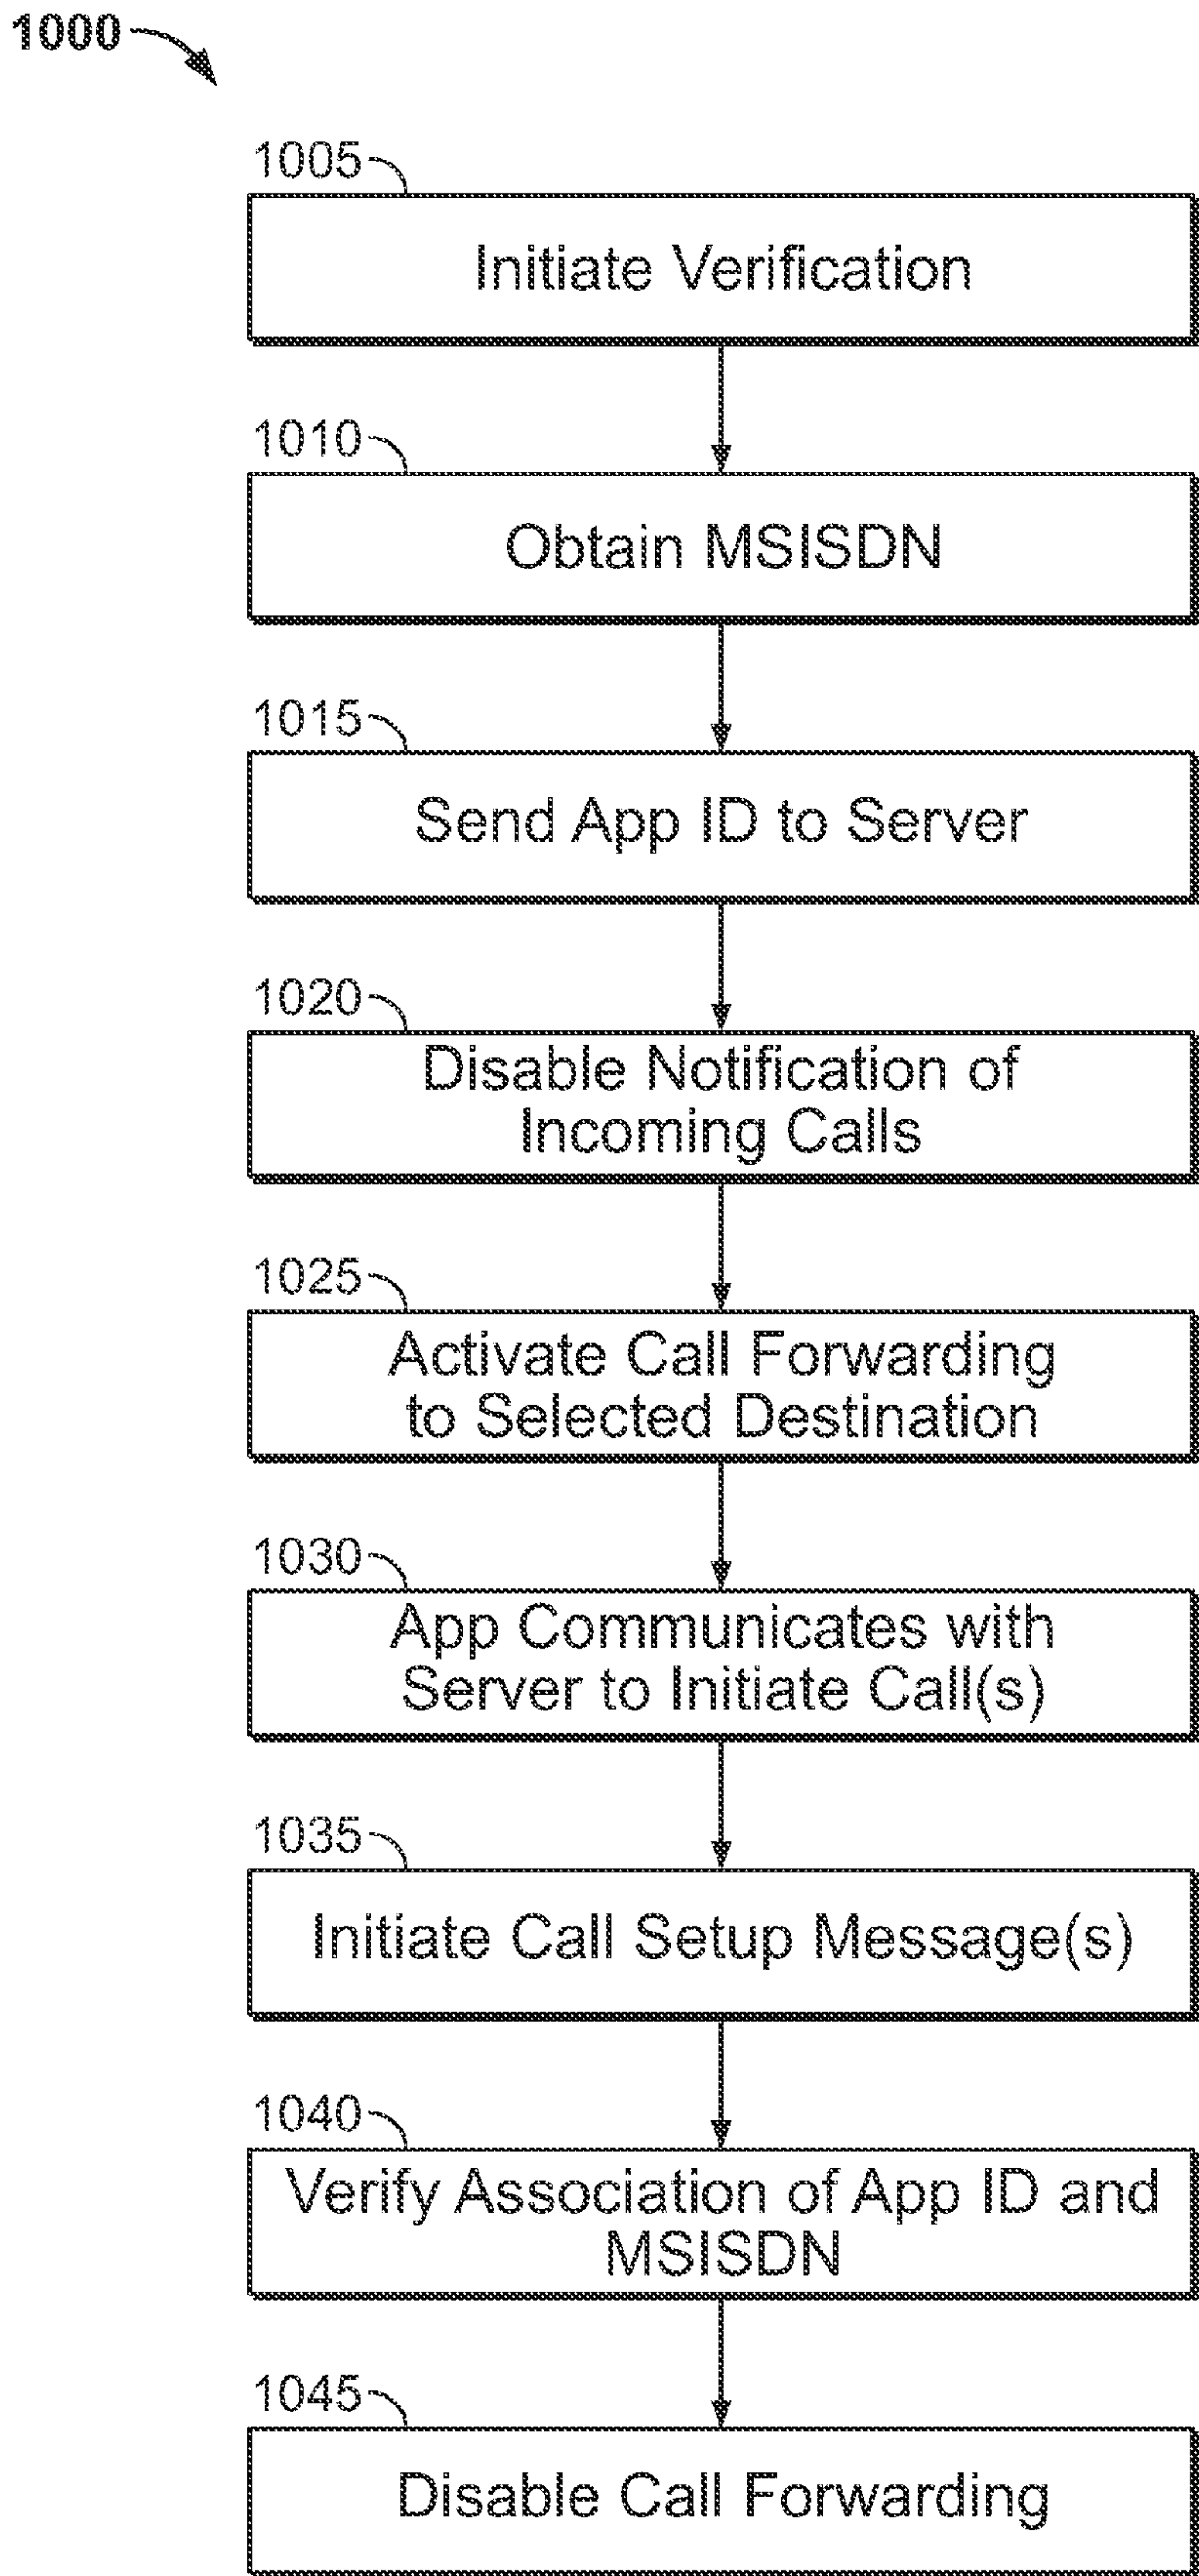 1000
1005
Initiate Verification
1010
Obtain MSISDN
1015
Send App ID to Server
1020
Disable Notification of
Incoming Calls
1025
Activate Call Forwarding
to Selected Destination
1030
App Communicates with
Server to Initiate Call(s)
1035
Initiate Call Setup Message(s)
1040
Verify Association of App ID and
MSISDN
1045
Disable Call Forwarding